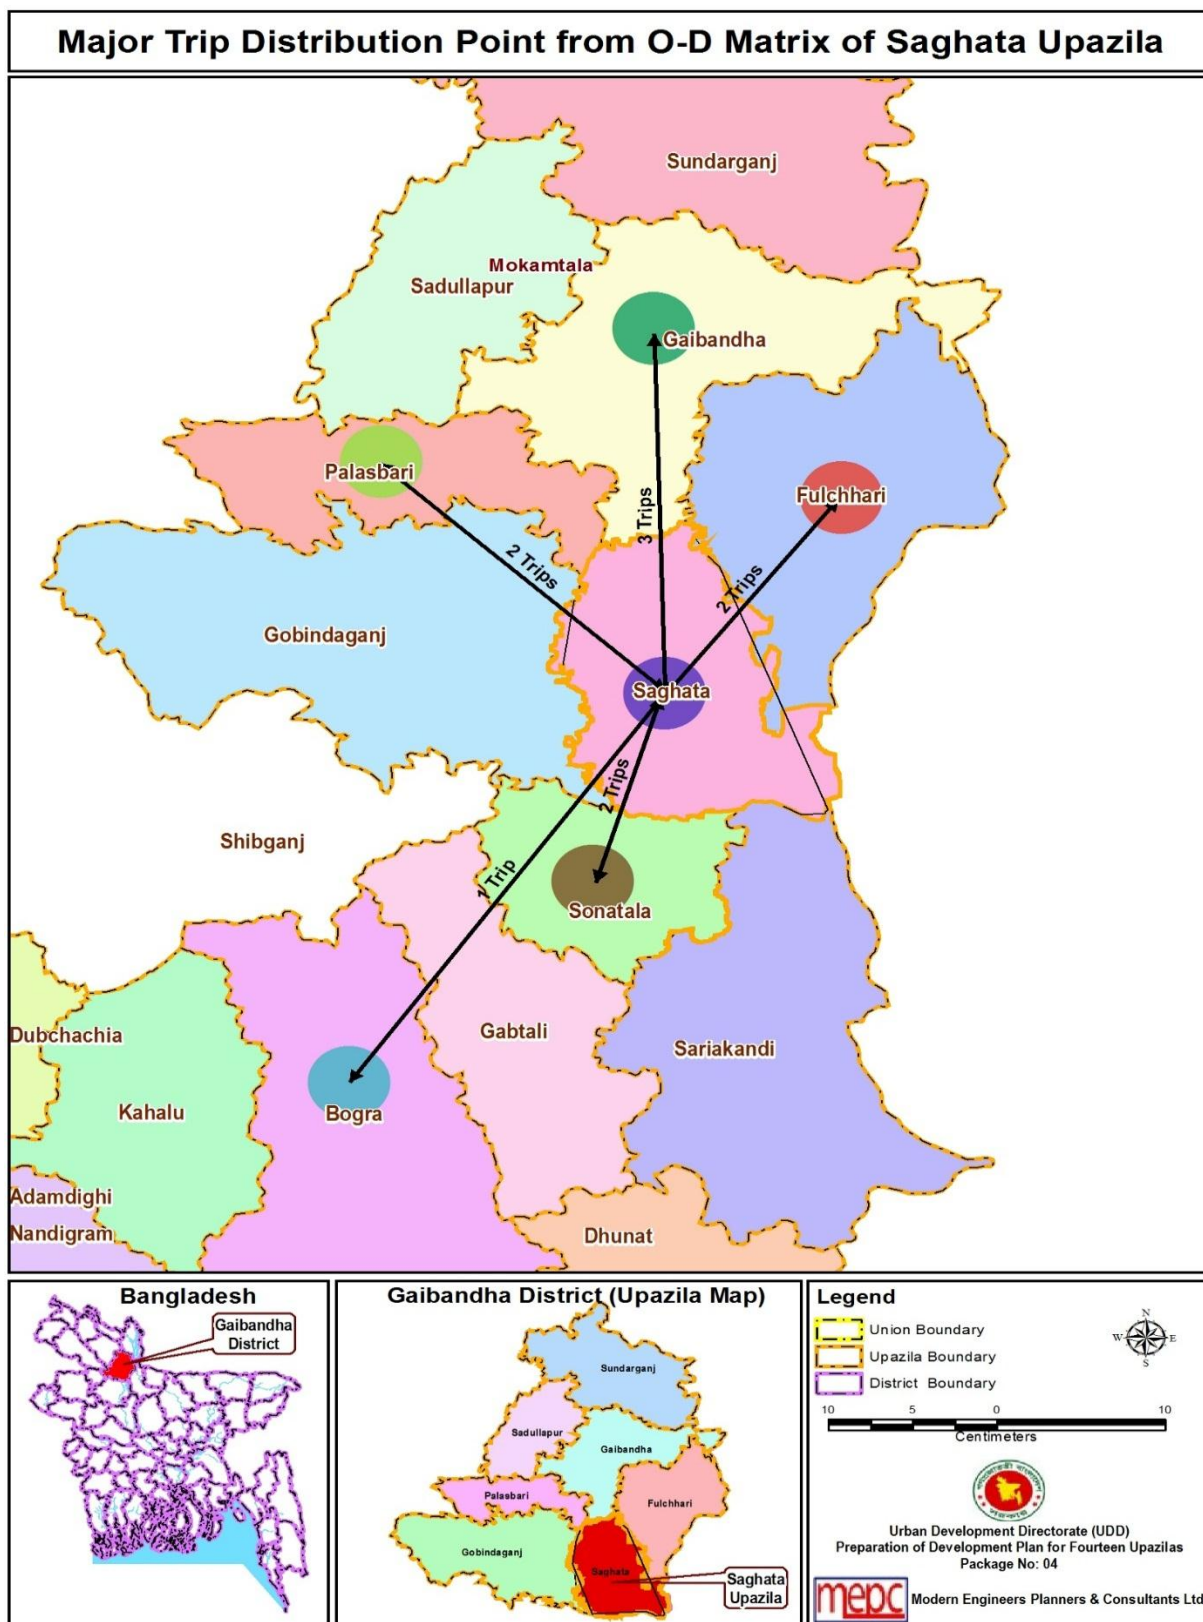 Major Trip Distribution Point from O-D Matrix of Saghata Upazila
Sundarganj
Mokamtala
Sadullapur
Gaibandha
Palasbari
Fulchhari
3 Trips
2 Trips
2 Trips
Gobindaganj
Saghata
2 Trips
Shibganj
1 Trip
Sonatala
Dubchachia
Gabtali
Sariakandi
Kahalu
Bogra
Adamdighi
Nandigram
Dhunat
Bangladesh
Gaibandha
District
Gaibandha District (Upazila Map)
Sundarganj
Sadullapur
Gaibandha
Palasbari
Fulchhari
Gobindaganj
Saghata
Saghata
Upazila
Legend
Union Boundary
Upazila Boundary
District Boundary
N
W E
S
10 5 0 10
Centimeters
Urban Development Directorate (UDD)
Preparation of Development Plan for Fourteen Upazilas
Package No: 04
mepc Modern Engineers Planners & Consultants Ltd